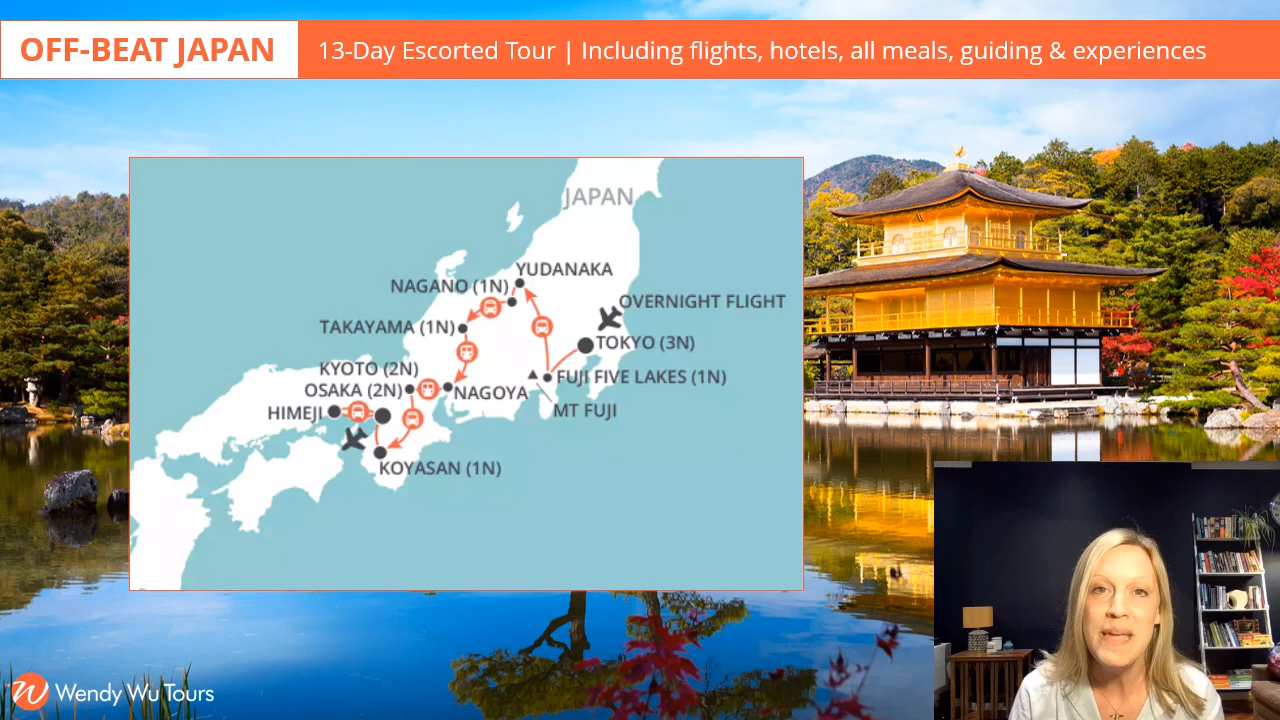 OFF-BEAT JAPAN
13-Day Escorted Tour | Including flights, hotels, all meals, guiding & experiences
JAPAN
YUDANAKA
NAGANO (1N)
OVERNIGHT FLIGHT
TAKAYAMA (1N)
TOKYO (3N)
KYOTO (2N)
FUJI FIVE LAKES (1N)
OSAKA (2N)
NAGOYA
MT FUJI
HIMEJI
KOYASAN (1N)
Wendy Wu Tours